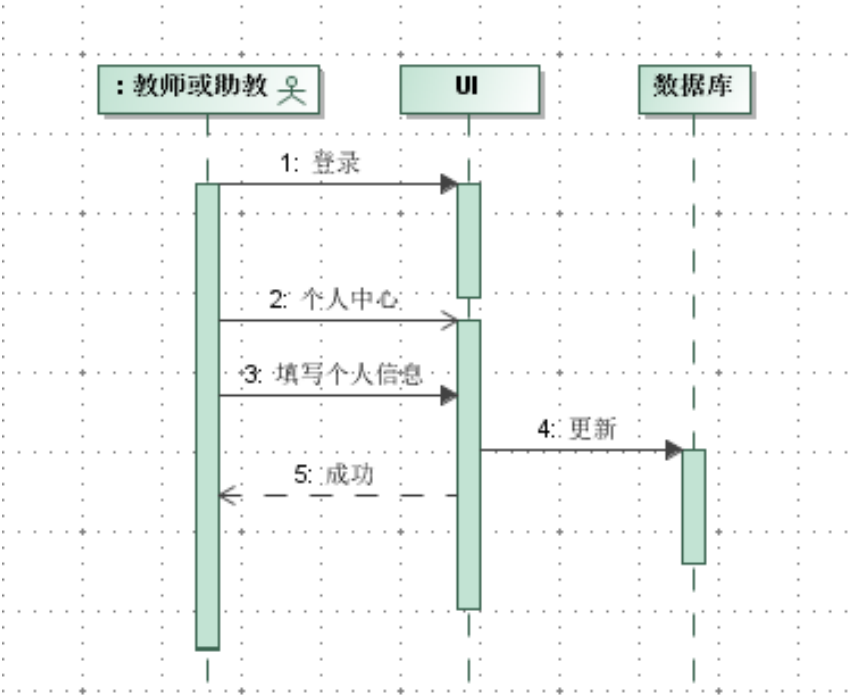 : 教师或助教
UI
数据库
1: 登录
2: 个人中心
3: 填写个人信息
4: 更新
5: 成功